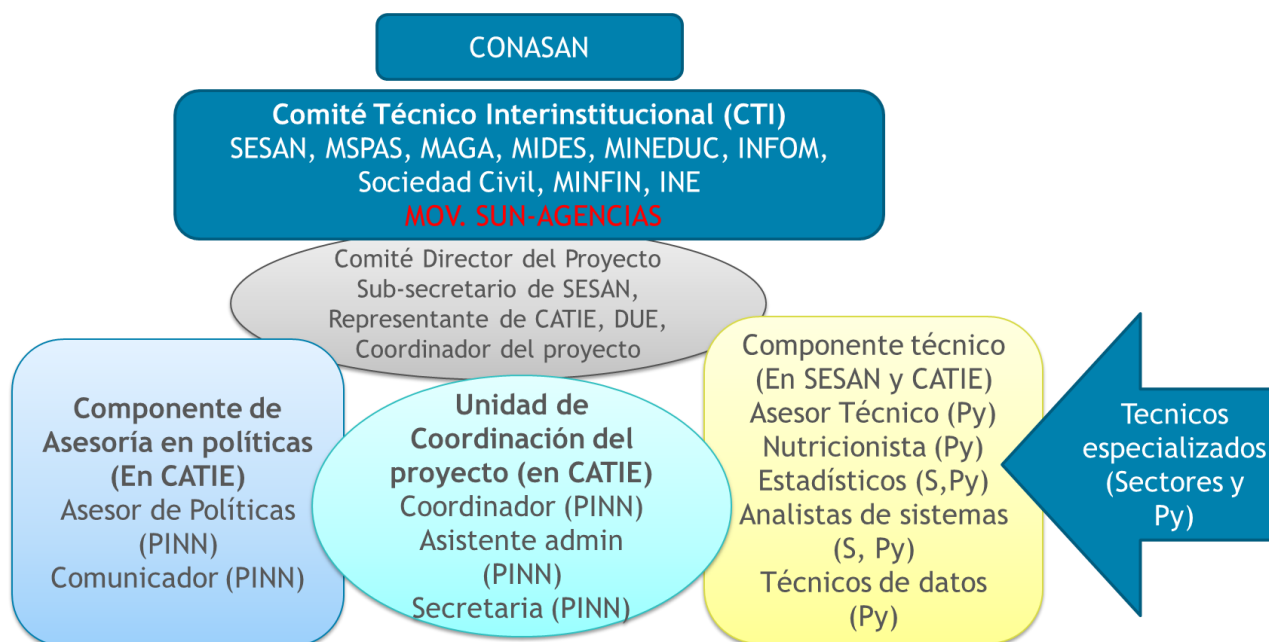 CONASAN
Comité Técnico Interinstitucional (CTI)
SESAN, MSPAS, MAGA, MIDES, MINEDUC, INFOM,
Sociedad Civil, MINFIN, INE
MOV. SUN-AGENCIAS
Comité Director del Proyecto
Sub-secretario de SESAN,
Representante de CATIE, DUE,
Coordinador del proyecto
Componente de
Asesoría en políticas
(En CATIE)
Asesor de Políticas
(PINN)
Comunicador (PINN)
Unidad de
Coordinación del
proyecto (en CATIE)
Coordinador (PINN)
Asistente admin
(PINN)
Secretaria (PINN)
Componente técnico
(En SESAN y CATIE)
Asesor Técnico (Py)
Nutricionista (Py)
Estadísticos (S,Py)
Analistas de sistemas
(S, Py)
Técnicos de datos
(Py)
Tecnicos
especializados
(Sectores y
Py)